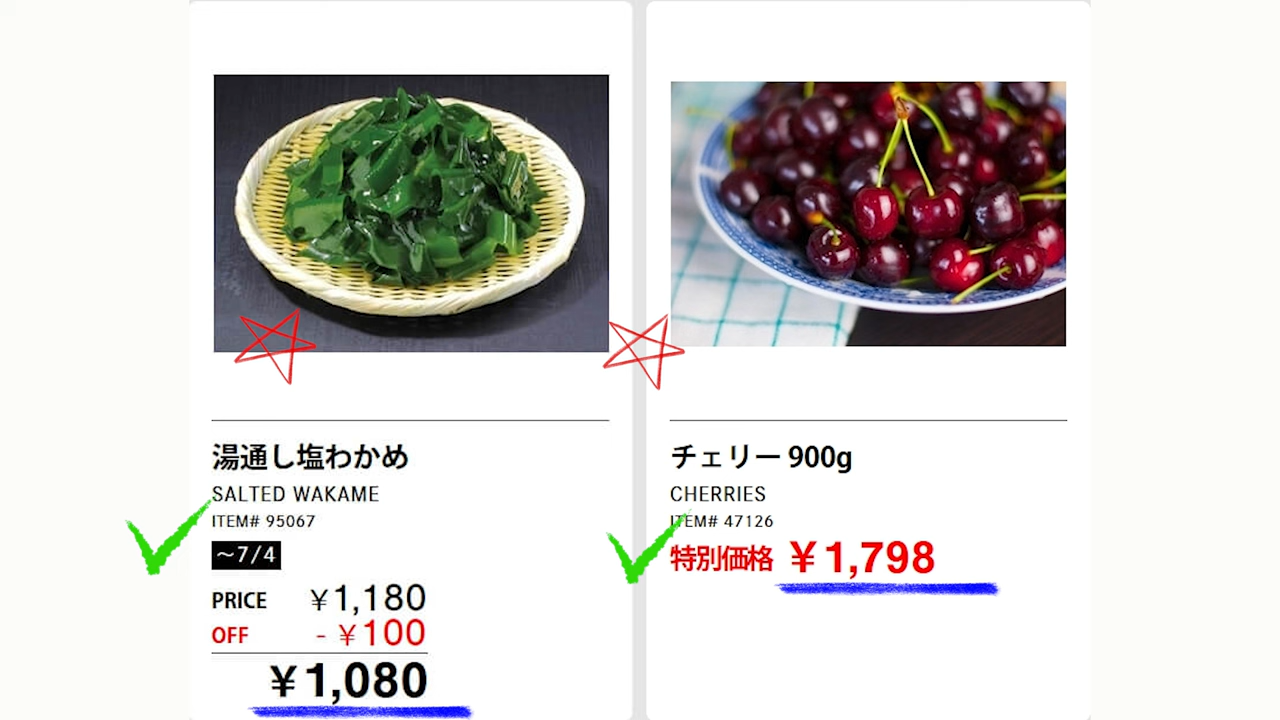 湯通し塩わかめ
SALTED WAKAME
ITEM# 95067
～7/4
PRICE ¥1,180
OFF - ¥100
¥1,080
チェリー 900g
CHERRIES
ITEM# 47126
特別価格 ¥1,798